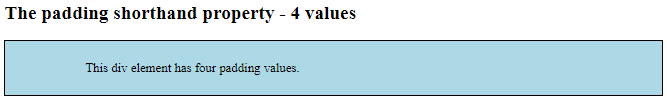 The padding shorthand property - 4 values
This div element has four padding values.